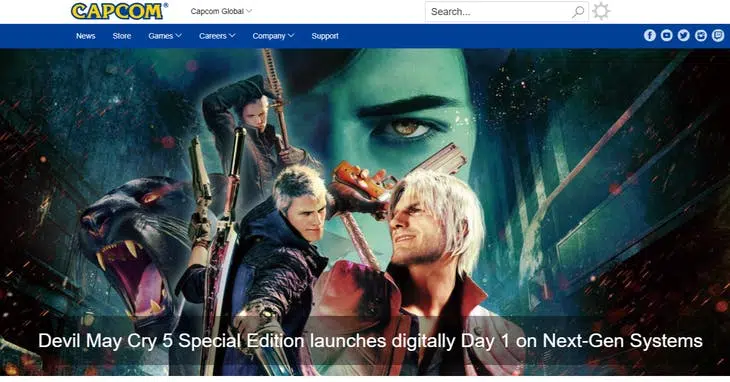 CAPCOM®
Capcom Global
Search...
News Store Games Careers Company Support
Devil May Cry 5 Special Edition launches digitally Day 1 on Next-Gen Systems